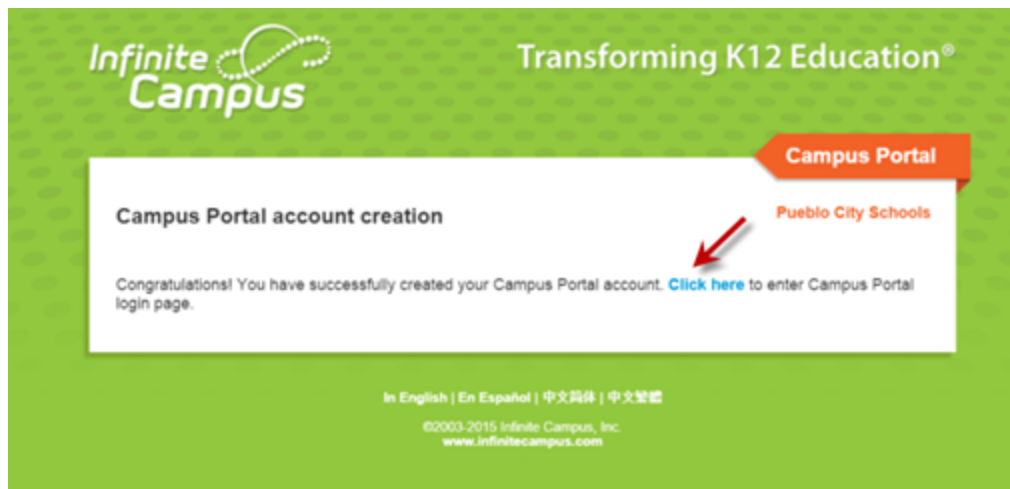 Infinite
Campus
Transforming K12 Education®
Campus Portal
Campus Portal account creation
Pueblo City Schools
Congratulations! You have successfully created your Campus Portal account. Click here to enter Campus Portal
login page.
In English | En Español | 中文简体 | 中文繁體
©2003-2015 Infinite Campus, Inc.
www.infinitecampus.com